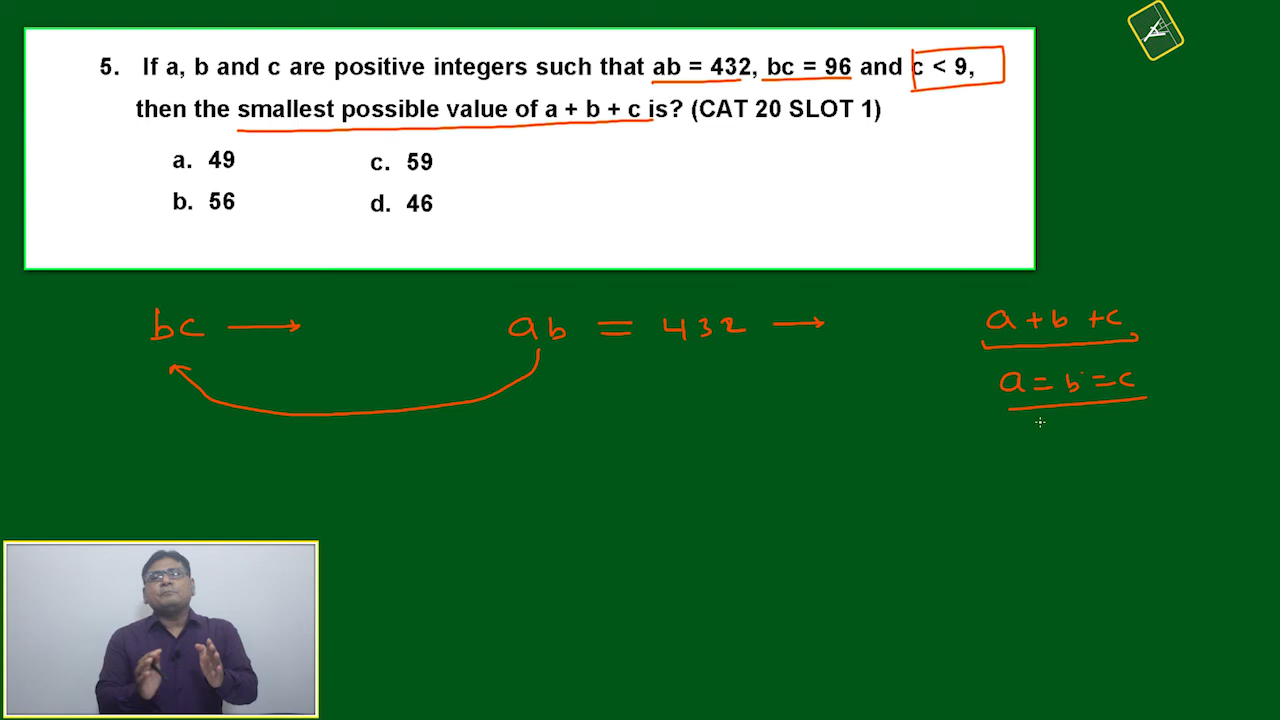 5. If a, b and c are positive integers such that ab = 432, bc = 96 and c < 9,
then the smallest possible value of a + b + c is? (CAT 20 SLOT 1)
a. 49 c. 59
b. 56 d. 46
bc → ab = 432 → a + b + c
a = b = c